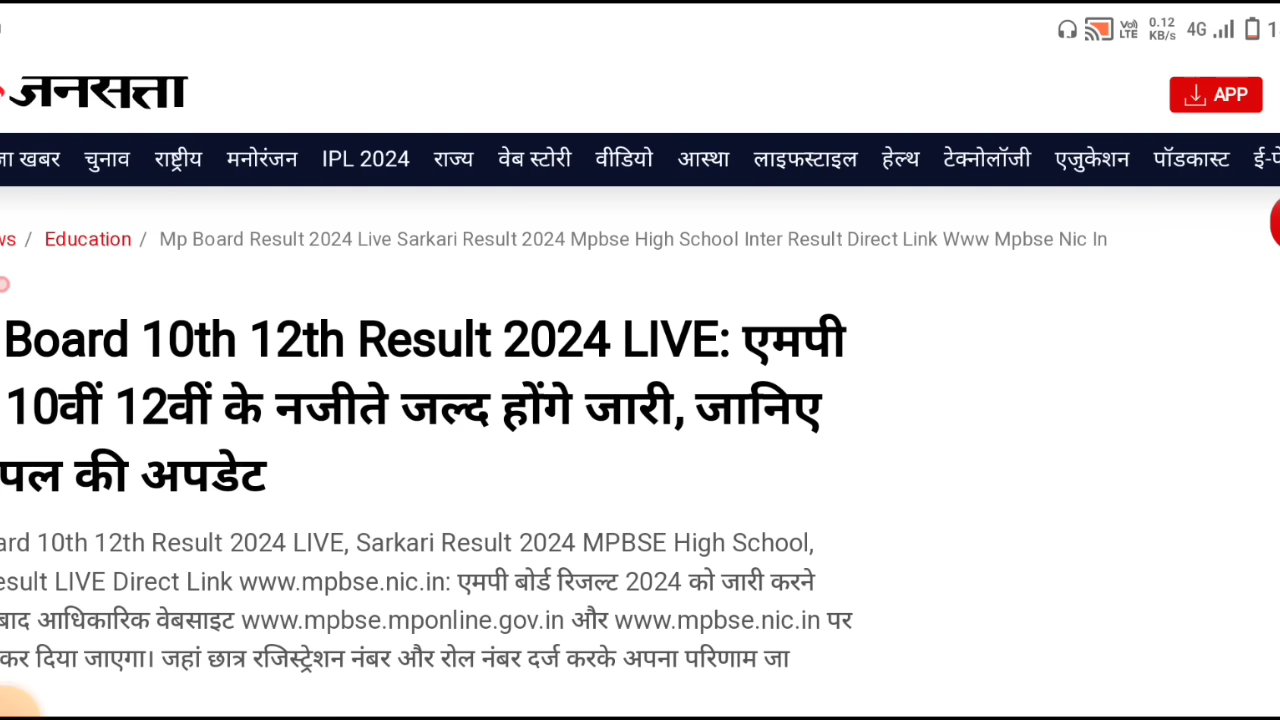 Vol) LTE 0.12 KB/s 4G
जनसत्ता
APP
खबर चुनाव राष्ट्रीय मनोरंजन IPL 2024 राज्य वेब स्टोरी वीडियो आस्था लाइफस्टाइल हेल्थ टेक्नोलॉजी एजुकेशन पॉडकास्ट
/ Education / Mp Board Result 2024 Live Sarkari Result 2024 Mpbse High School Inter Result Direct Link Www Mpbse Nic In
Board 10th 12th Result 2024 LIVE: एमपी
10वीं 12वीं के नजीते जल्द होंगे जारी, जानिए
पल की अपडेट
ard 10th 12th Result 2024 LIVE, Sarkari Result 2024 MPBSE High School,
esult LIVE Direct Link www.mpbse.nic.in: एमपी बोर्ड रिजल्ट 2024 को जारी करने
बाद आधिकारिक वेबसाइट www.mpbse.mponline.gov.in और www.mpbse.nic.in पर
कर दिया जाएगा। जहां छात्र रजिस्ट्रेशन नंबर और रोल नंबर दर्ज करके अपना परिणाम जा